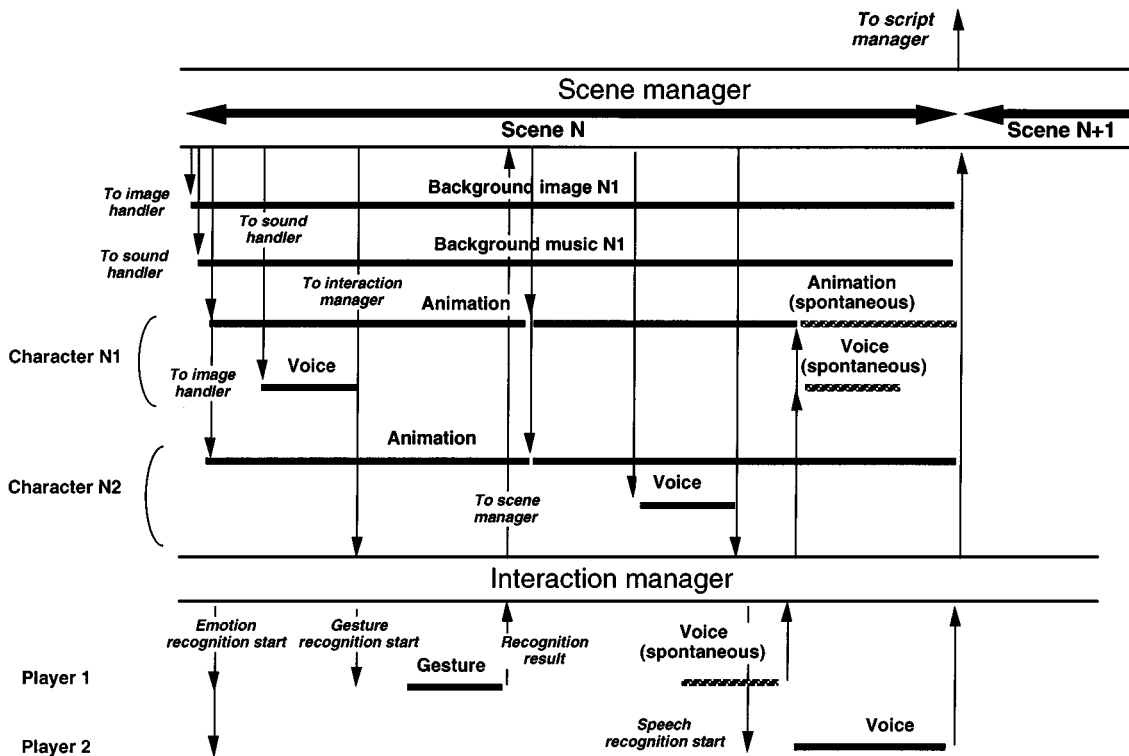 To script
manager
Scene manager
Scene N
Scene N+1
To image
handler
Background image N1
To sound
handler
To sound
handler
Background music N1
To interaction
manager
Animation
Animation
(spontaneous)
Character N1
To image
handler
Voice
Voice
(spontaneous)
Animation
Character N2
To scene
manager
Voice
Interaction manager
Emotion
recognition start
Gesture
recognition start
Recognition
result
Voice
(spontaneous)
Player 1
Gesture
Speech
recognition start
Voice
Player 2